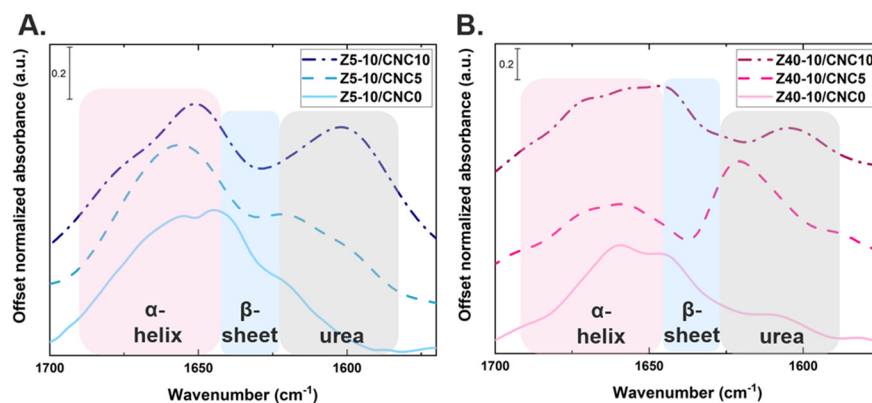 A.
Offset normalized absorbance (a.u.)
0.2
Z5-10/CNC10
Z5-10/CNC5
Z5-10/CNC0
α-
helix
β-
sheet
urea
1700
1650
1600
Wavenumber (cm⁻¹)
B.
Offset normalized absorbance (a.u.)
0.2
Z40-10/CNC10
Z40-10/CNC5
Z40-10/CNC0
α-
helix
β-
sheet
urea
1700
1650
1600
Wavenumber (cm⁻¹)